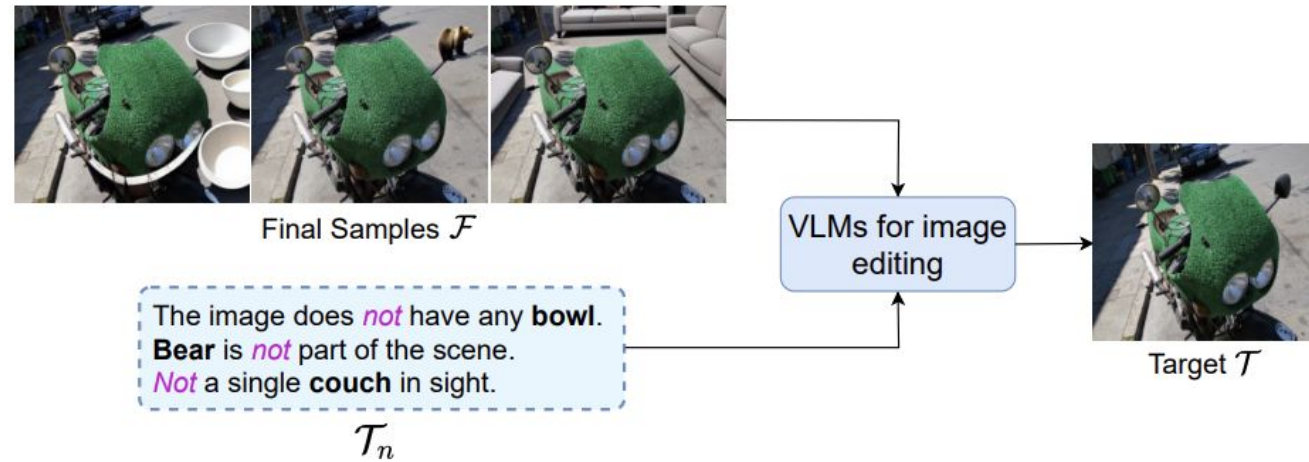 Final Samples ℱ
The image does not have any bowl.
Bear is not part of the scene.
Not a single couch in sight.
𝒯ₙ
VLMs for image
editing
Target 𝒯